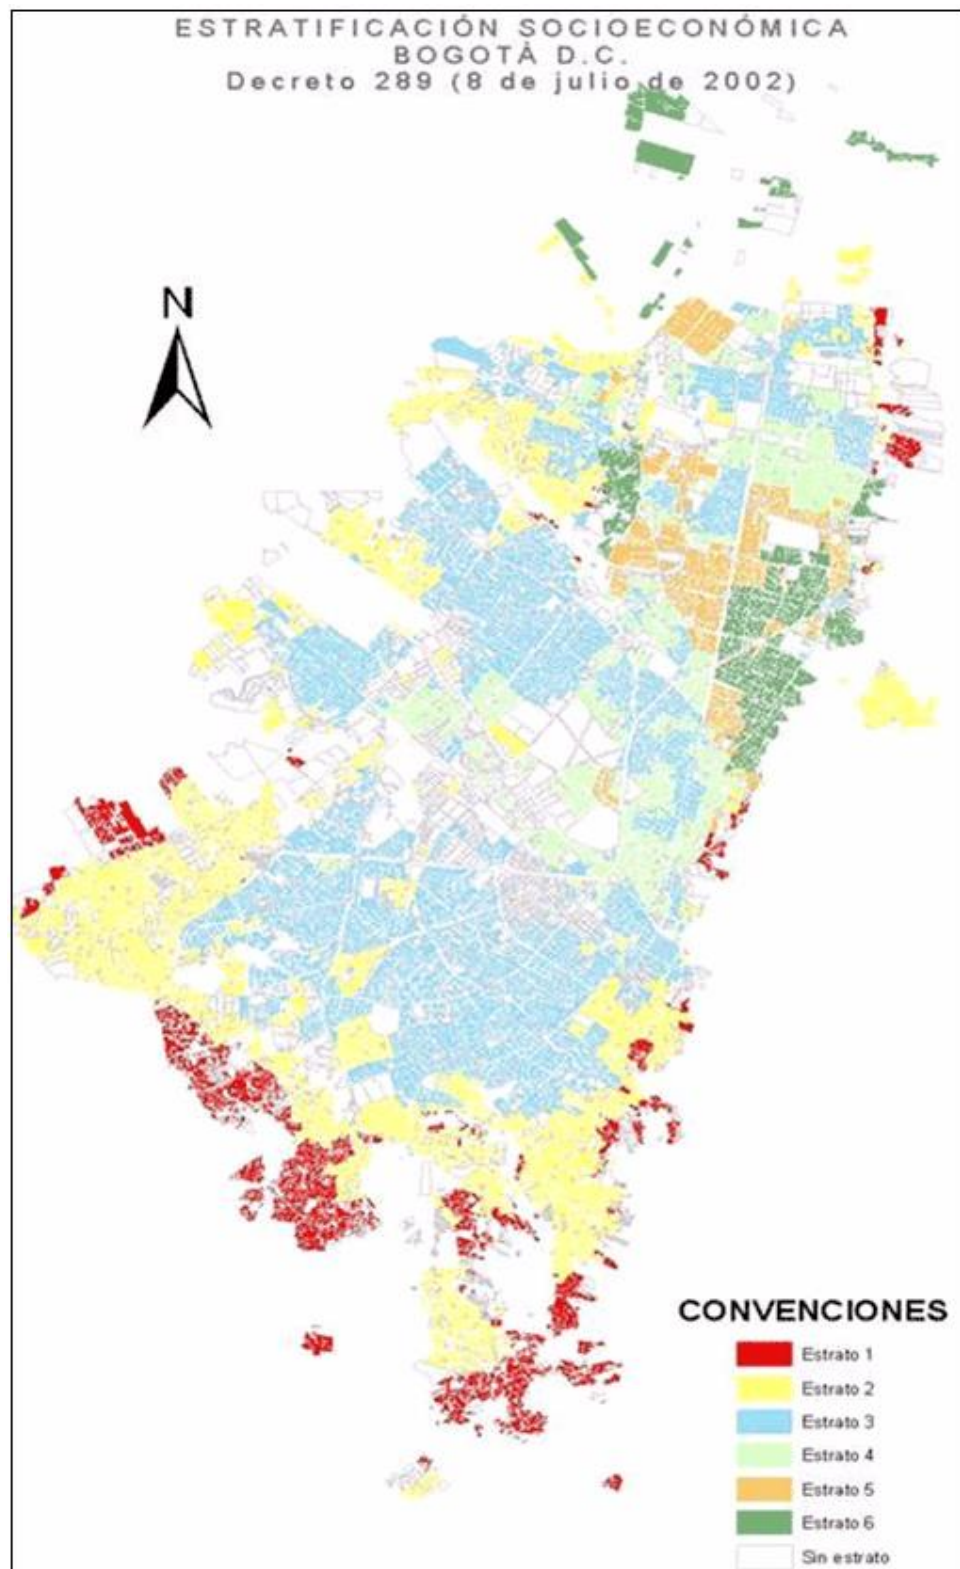 ESTRATIFICACIÓN SOCIOECONÓMICA
BOGOTÀ D.C.
Decreto 289 (8 de julio de 2002)
N
CONVENCIONES
Estrato 1
Estrato 2
Estrato 3
Estrato 4
Estrato 5
Estrato 6
Sin estrato